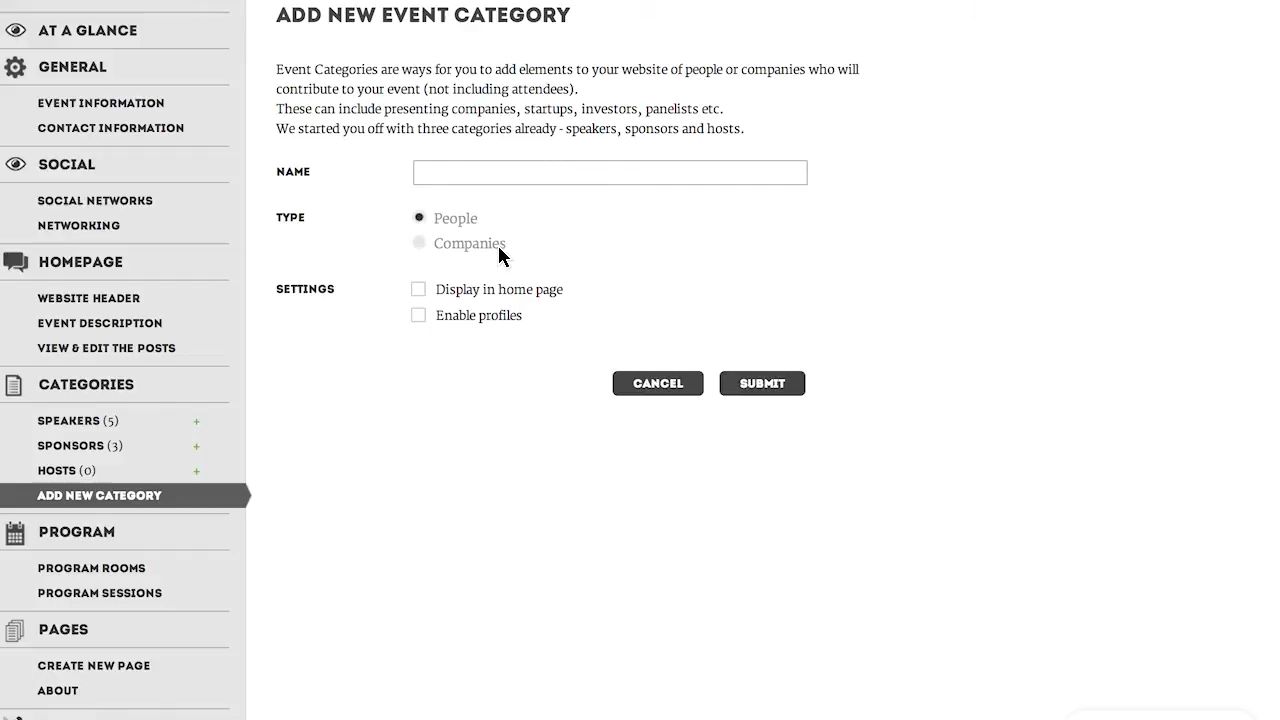 AT A GLANCE
GENERAL
EVENT INFORMATION
CONTACT INFORMATION
SOCIAL
SOCIAL NETWORKS
NETWORKING
HOMEPAGE
WEBSITE HEADER
EVENT DESCRIPTION
VIEW & EDIT THE POSTS
CATEGORIES
SPEAKERS (5) +
SPONSORS (3) +
HOSTS (0) +
ADD NEW CATEGORY
PROGRAM
PROGRAM ROOMS
PROGRAM SESSIONS
PAGES
CREATE NEW PAGE
ABOUT
ADD NEW EVENT CATEGORY
Event Categories are ways for you to add elements to your website of people or companies who will
contribute to your event (not including attendees).
These can include presenting companies, startups, investors, panelists etc.
We started you off with three categories already - speakers, sponsors and hosts.
NAME
TYPE
People
Companies
SETTINGS
Display in home page
Enable profiles
CANCEL
SUBMIT